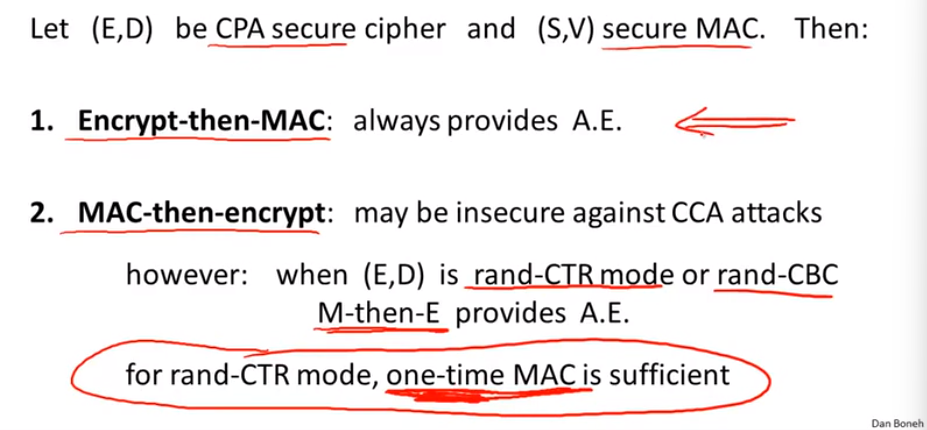 Let (E,D) be CPA secure cipher and (S,V) secure MAC. Then:
1. Encrypt-then-MAC: always provides A.E.
2. MAC-then-encrypt: may be insecure against CCA attacks
however: when (E,D) is rand-CTR mode or rand-CBC
M-then-E provides A.E.
for rand-CTR mode, one-time MAC is sufficient
Dan Boneh